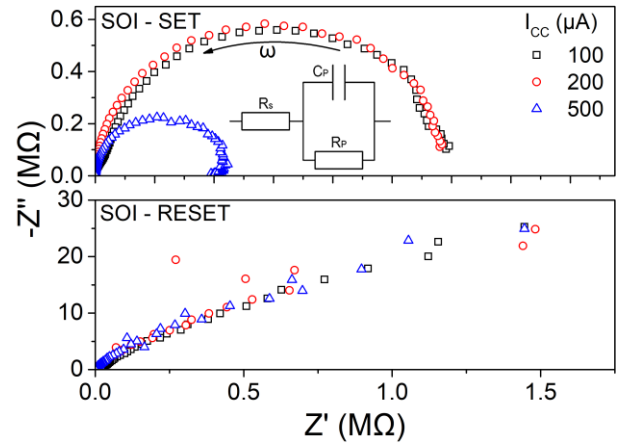 SOI - SET
I_CC (μA)
100
200
500
ω
C_P
R_s
R_P
-0.6
0.4
0.2
0.0
-Z'' (MΩ)
SOI - RESET
30
20
10
0
0.0 0.5 1.0 1.5
Z' (MΩ)